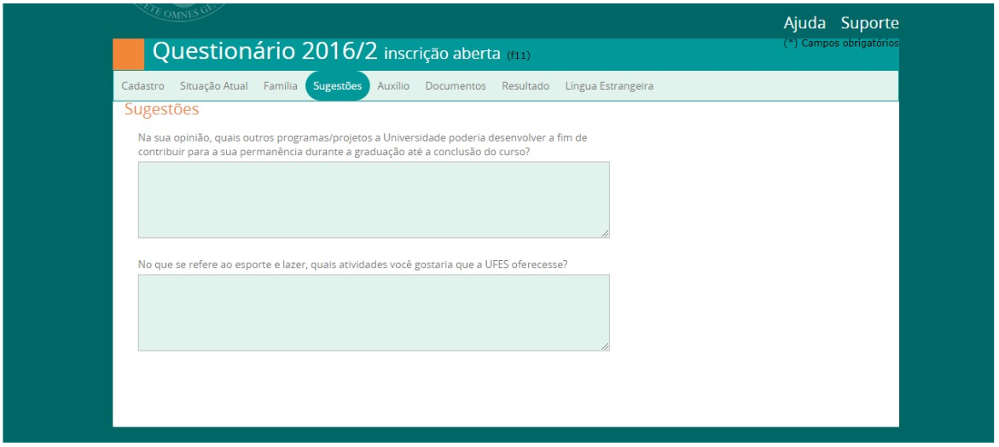 ETE OMNES GE
Ajuda Suporte
Questionário 2016/2 inscrição aberta (f11)
(*) Campos obrigatórios
Cadastro Situação Atual Família Sugestões Auxílio Documentos Resultado Língua Estrangeira
Sugestões
Na sua opinião, quais outros programas/projetos a Universidade poderia desenvolver a fim de
contribuir para a sua permanência durante a graduação até a conclusão do curso?
No que se refere ao esporte e lazer, quais atividades você gostaria que a UFES oferecesse?